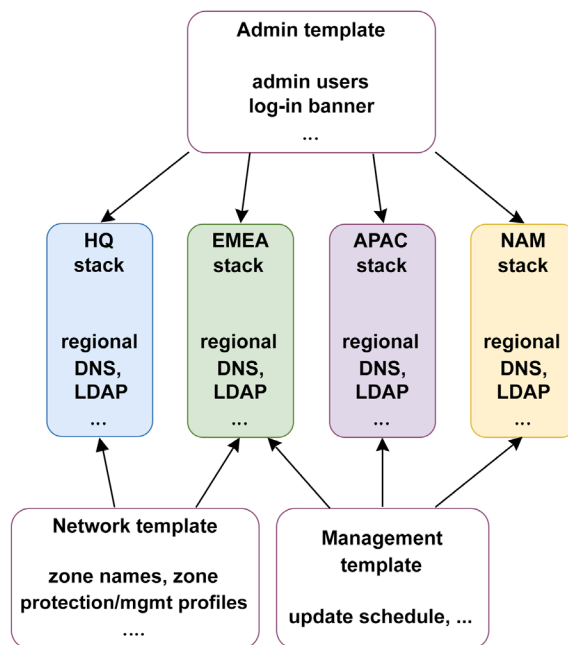 Admin template
admin users
log-in banner
...
HQ
stack
regional
DNS,
LDAP
...
EMEA
stack
regional
DNS,
LDAP
...
APAC
stack
regional
DNS,
LDAP
...
NAM
stack
regional
DNS,
LDAP
...
Network template
zone names, zone
protection/mgmt profiles
....
Management
template
update schedule, ...